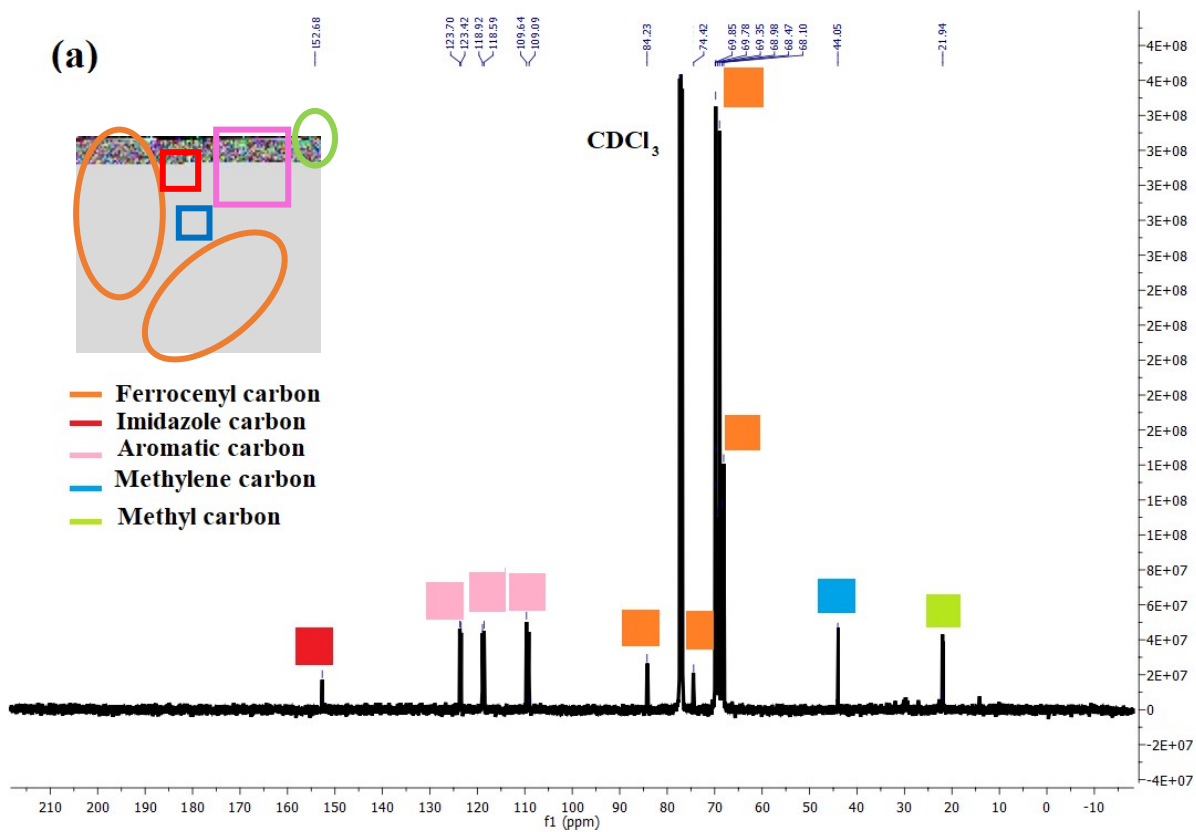 (a)
152.68
123.70
123.42
118.92
118.59
109.64
109.09
84.23
74.42
69.85
69.78
69.35
68.98
68.47
68.10
44.05
21.94
CDCl3
Ferrocenyl carbon
Imidazole carbon
Aromatic carbon
Methylene carbon
Methyl carbon
4E+08
4E+08
3E+08
3E+08
3E+08
3E+08
3E+08
2E+08
2E+08
2E+08
2E+08
2E+08
1E+08
1E+08
1E+08
8E+07
6E+07
4E+07
2E+07
0
-2E+07
-4E+07
210 200 190 180 170 160 150 140 130 120 110 100 90 80 70 60 50 40 30 20 10 0 -10
f1 (ppm)